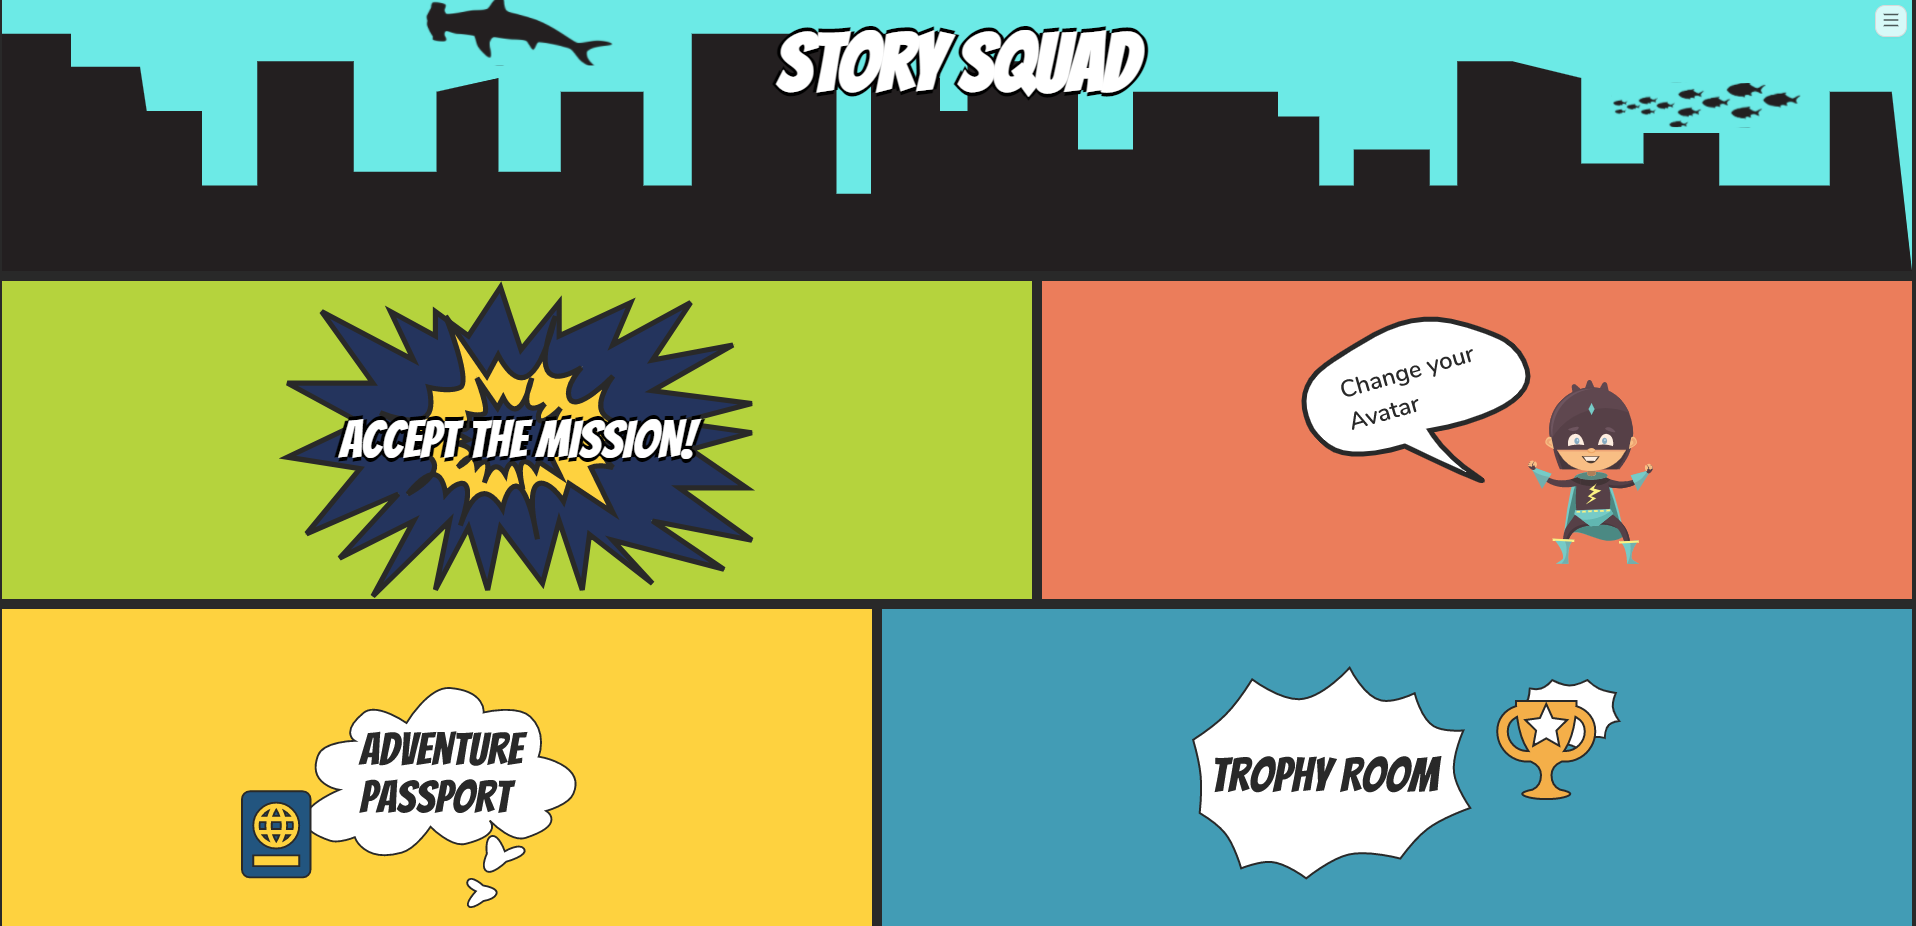 STORY SQUAD
ACCEPT THE MISSION!
Change your
Avatar
ADVENTURE
PASSPORT
TROPHY ROOM